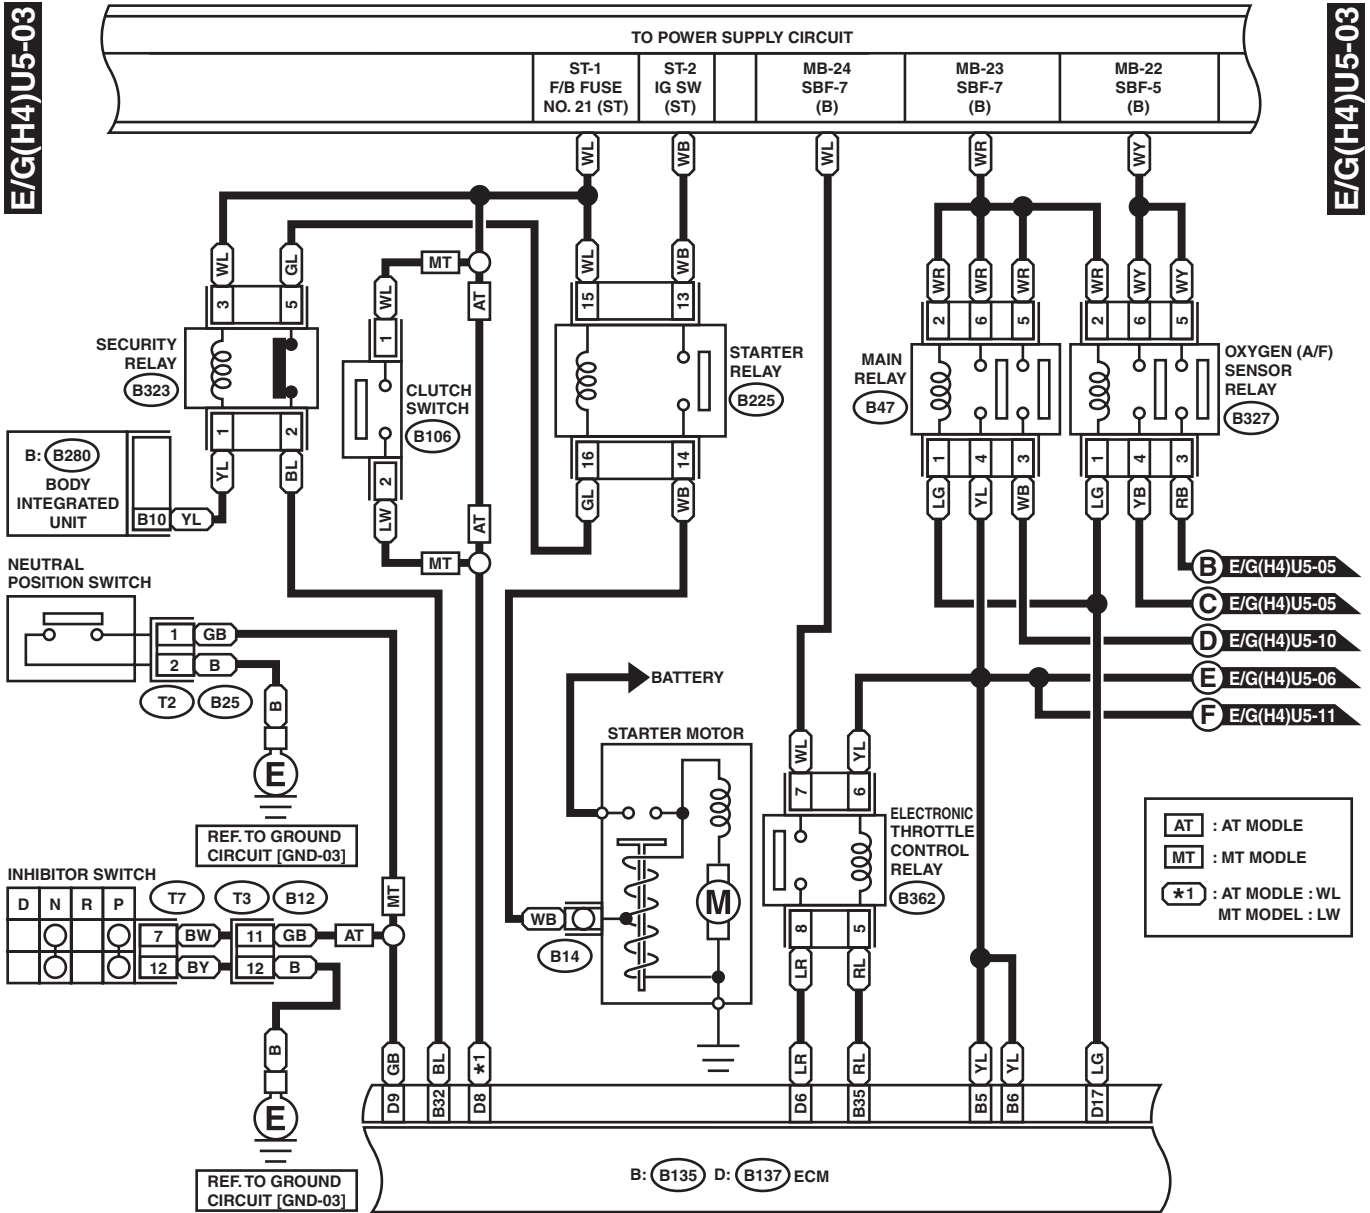 E/G(H4)U5-03
E/G(H4)U5-03
TO POWER SUPPLY CIRCUIT
ST-1
F/B FUSE
NO. 21 (ST)
ST-2
IG SW
(ST)
MB-24
SBF-7
(B)
MB-23
SBF-7
(B)
MB-22
SBF-5
(B)
WL
WB
WL
WR
WY
WL
GL
MT
WL
AT
WL
WB
WR
WR
WR
WR
WY
WY
3
5
1
15
13
2
6
5
2
6
5
SECURITY
RELAY
B323
CLUTCH
SWITCH
B106
STARTER
RELAY
B225
MAIN
RELAY
B47
OXYGEN (A/F)
SENSOR
RELAY
B327
1
2
2
16
14
1
4
3
1
4
3
YL
BL
LW
AT
GL
WB
LG
YL
WB
LG
YB
RB
B: B280
BODY
INTEGRATED
UNIT
B10
YL
MT
NEUTRAL
POSITION SWITCH
1
GB
2
B
T2
B25
B
E
REF. TO GROUND
CIRCUIT [GND-03]
B E/G(H4)U5-05
C E/G(H4)U5-05
D E/G(H4)U5-10
E E/G(H4)U5-06
F E/G(H4)U5-11
BATTERY
STARTER MOTOR
M
WB
B14
WL
YL
7
6
ELECTRONIC
THROTTLE
CONTROL
RELAY
B362
8
5
LR
RL
AT : AT MODLE
MT : MT MODLE
*1 : AT MODLE : WL
MT MODEL : LW
INHIBITOR SWITCH
D N R P
T7
T3
B12
MT
7 BW 11 GB AT
12 BY 12 B
B
E
REF. TO GROUND
CIRCUIT [GND-03]
GB
BL
*1
LR
RL
YL
YL
LG
D9
B32
D8
D6
B35
B5
B6
D17
B: B135 D: B137 ECM